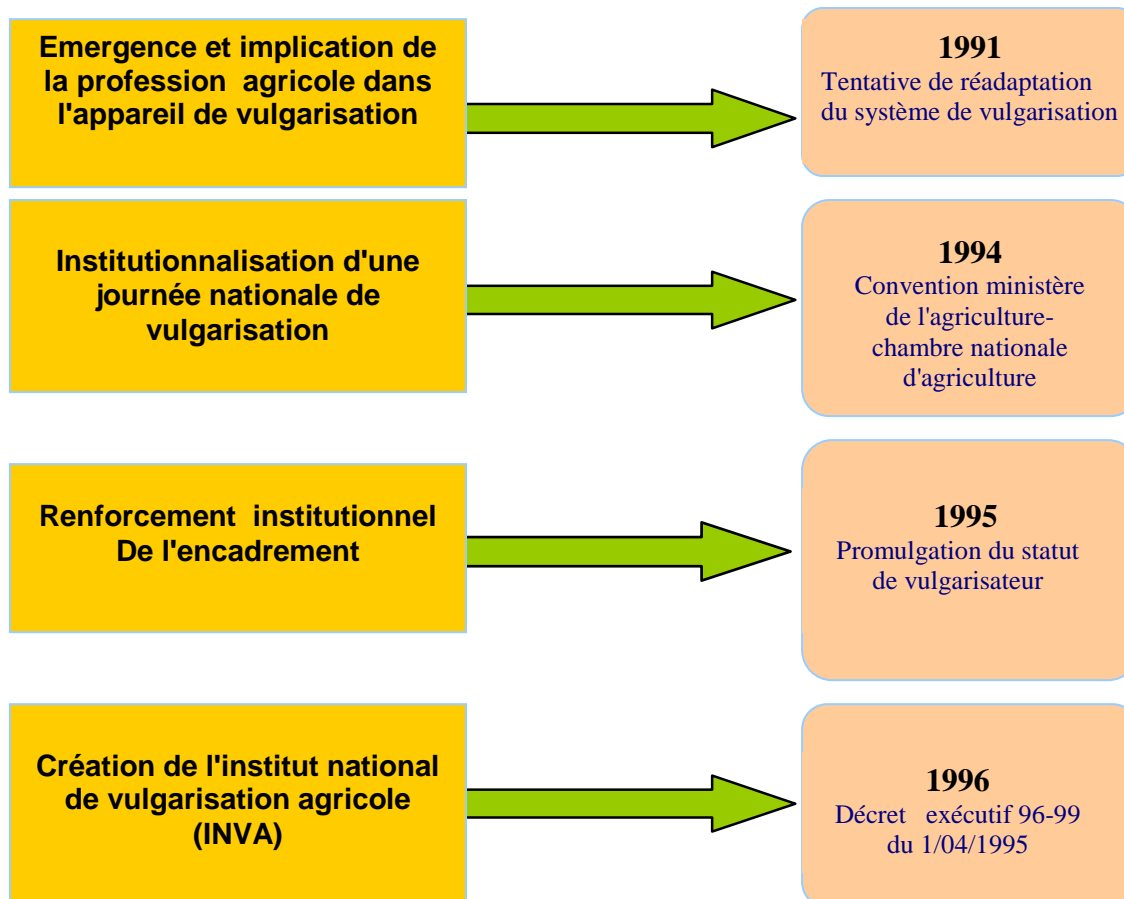 Emergence et implication de
la profession  agricole dans
l'appareil de vulgarisation
1991
Tentative de réadaptation
du système de vulgarisation
Institutionnalisation d'une
journée nationale de
vulgarisation
1994
Convention ministère
de l'agriculture-
chambre nationale
d'agriculture
Renforcement  institutionnel
De l'encadrement
1995
Promulgation du statut
de vulgarisateur
Création de l'institut national
de vulgarisation agricole
(INVA)
1996
Décret   exécutif 96-99
du 1/04/1995